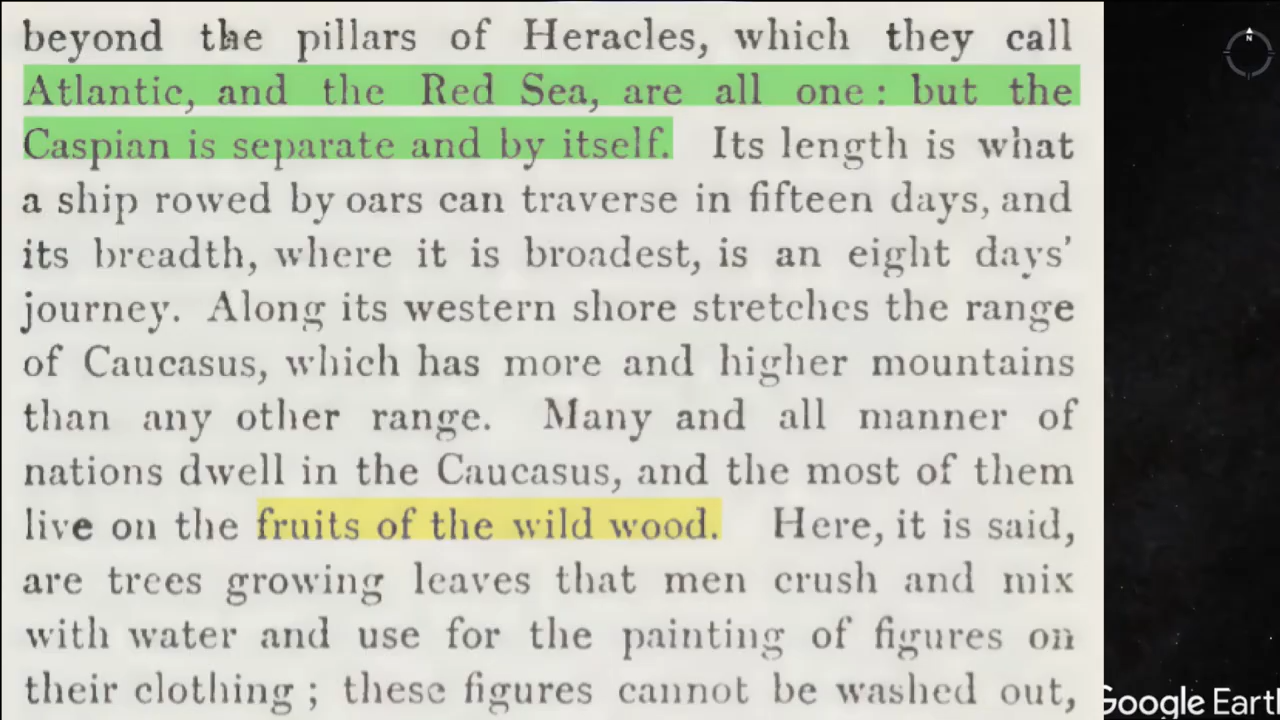 beyond the pillars of Heracles, which they call
Atlantic, and the Red Sea, are all one: but the
Caspian is separate and by itself. Its length is what
a ship rowed by oars can traverse in fifteen days, and
its breadth, where it is broadest, is an eight days'
journey. Along its western shore stretches the range
of Caucasus, which has more and higher mountains
than any other range. Many and all manner of
nations dwell in the Caucasus, and the most of them
live on the fruits of the wild wood. Here, it is said,
are trees growing leaves that men crush and mix
with water and use for the painting of figures on
their clothing; these figures cannot be washed out,
N
Google Earth